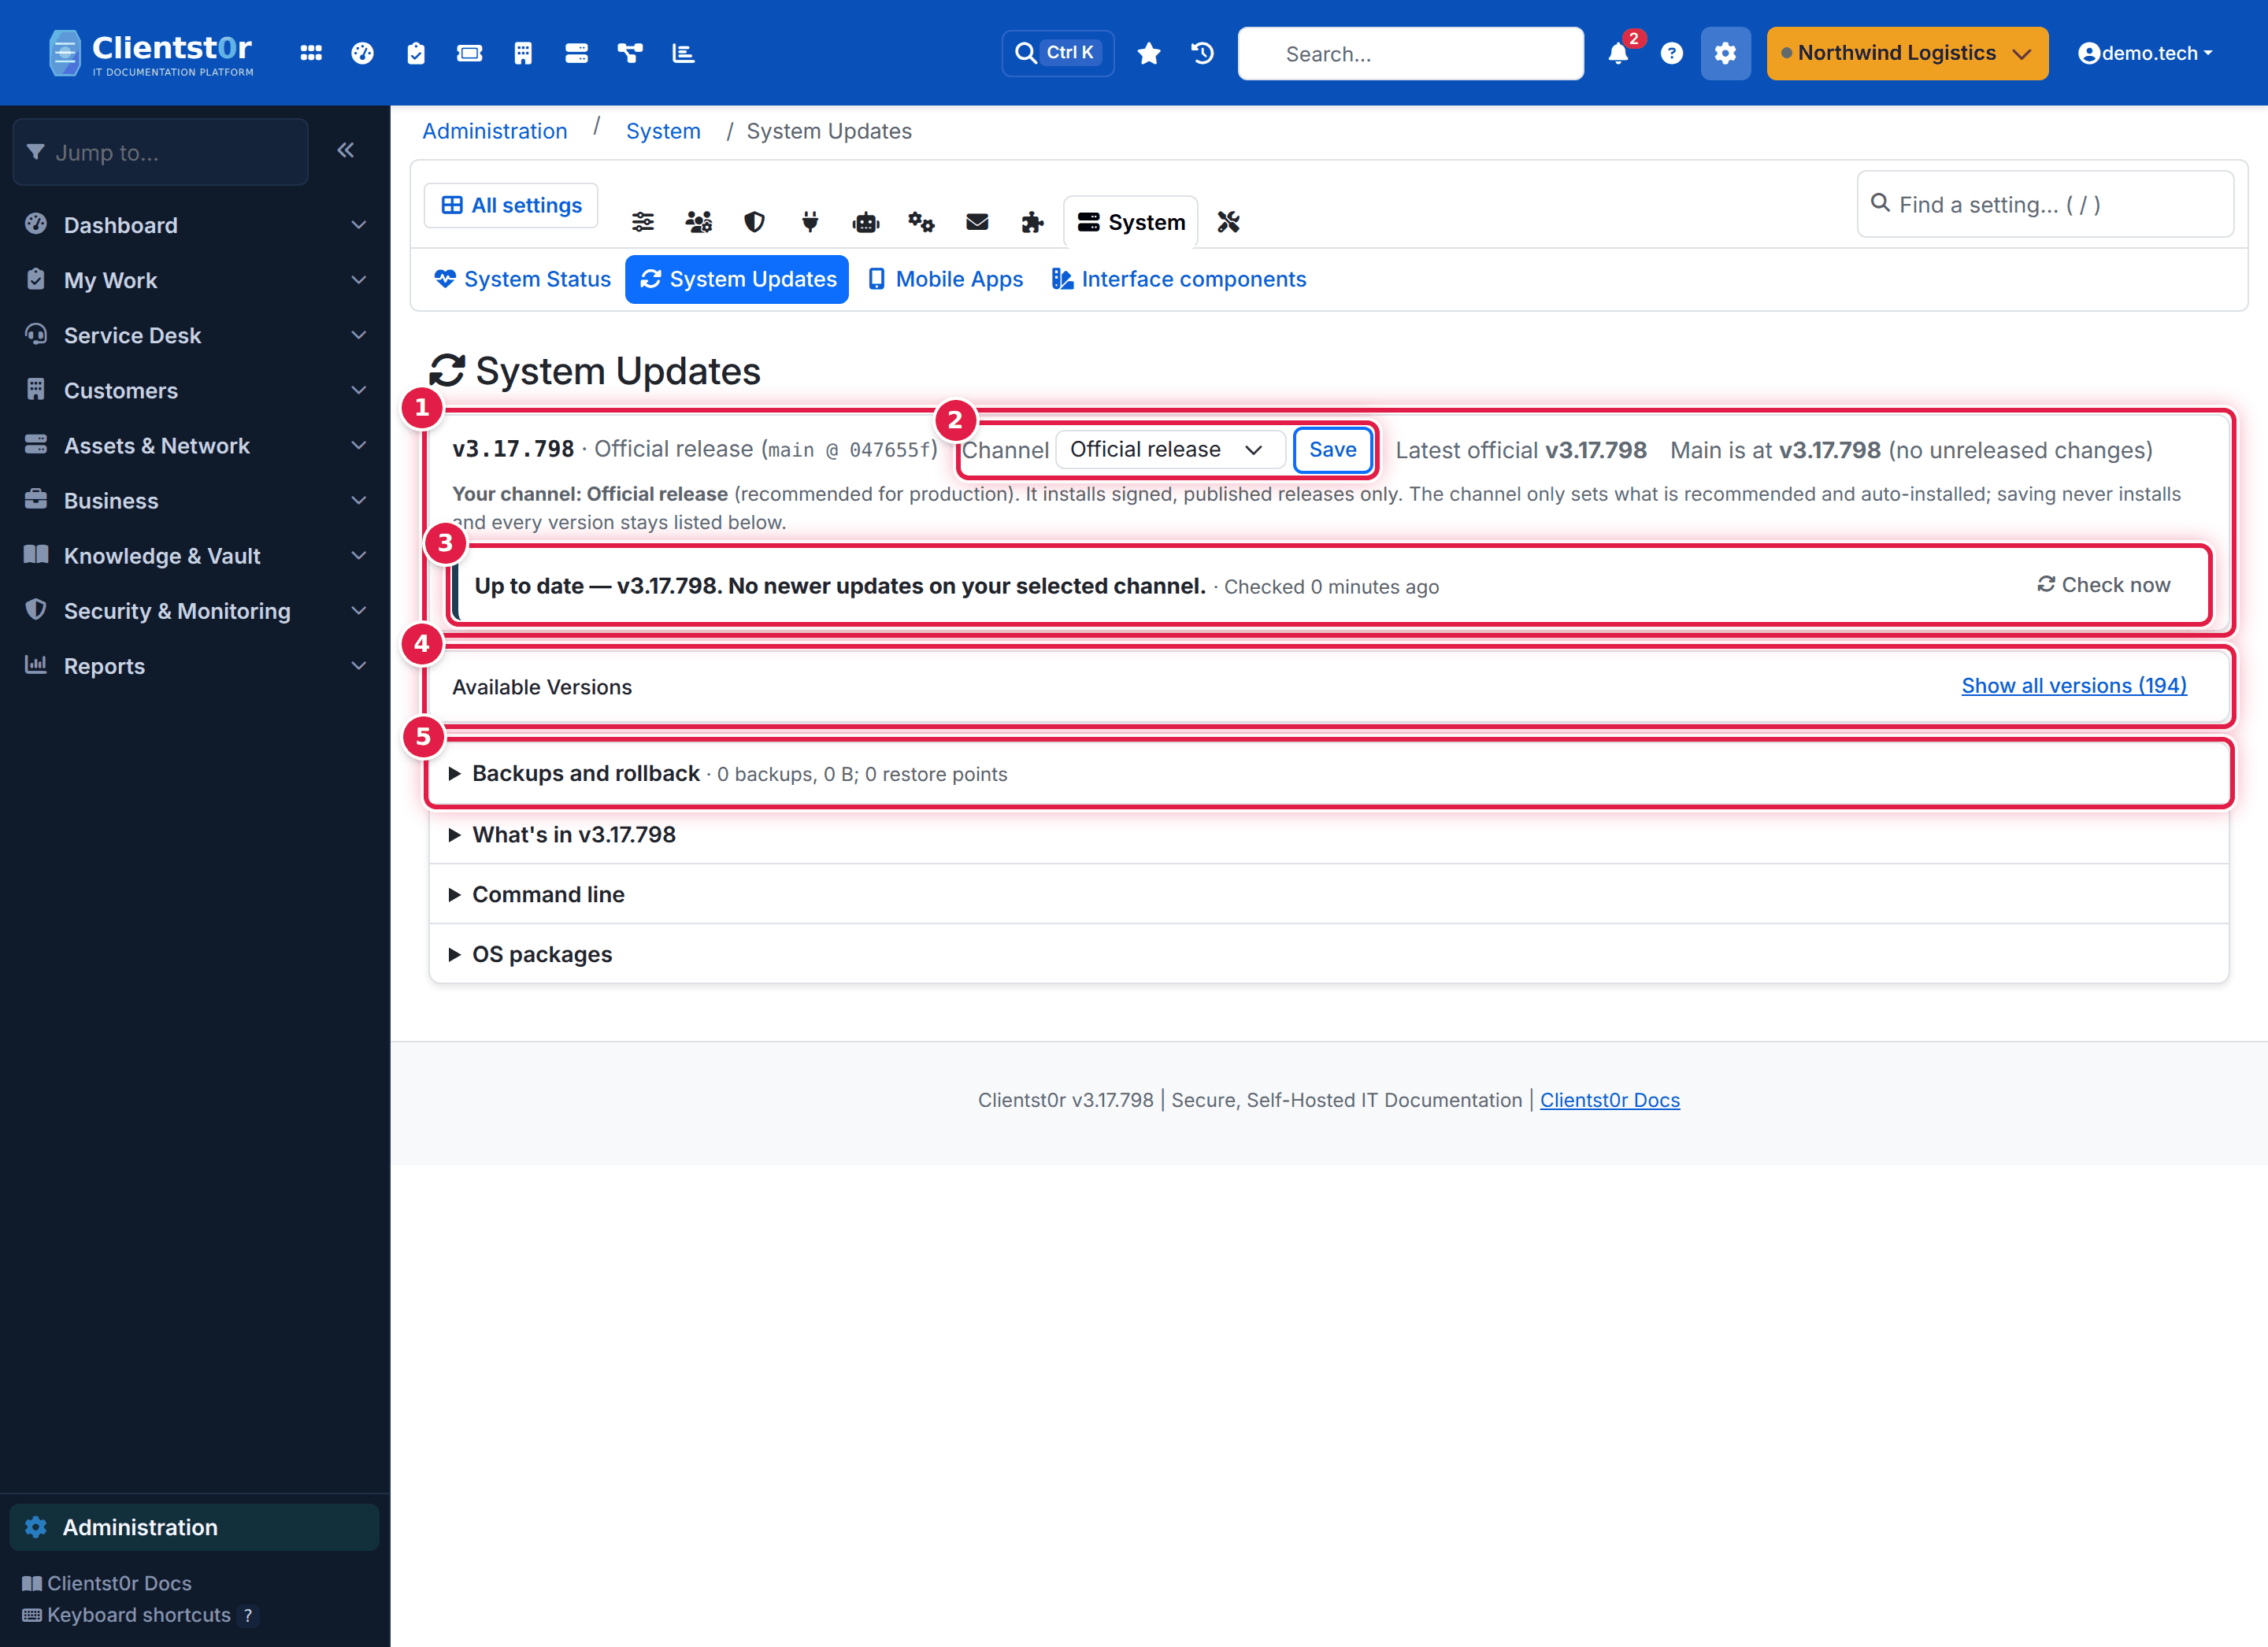 Clientst0r
IT DOCUMENTATION PLATFORM
Ctrl K
Search...
2
?
Northwind Logistics
demo.tech
Jump to...
Dashboard
My Work
Service Desk
Customers
Assets & Network
Business
Knowledge & Vault
Security & Monitoring
Reports
Administration
Clientst0r Docs
Keyboard shortcuts ?
Administration / System / System Updates
All settings
System
Find a setting... ( / )
System Status
System Updates
Mobile Apps
Interface components
System Updates
1
2
v3.17.798 · Official release (main @ 047655f) Channel Official release Save Latest official v3.17.798 Main is at v3.17.798 (no unreleased changes)
Your channel: Official release (recommended for production). It installs signed, published releases only. The channel only sets what is recommended and auto-installed; saving never installs
and every version stays listed below.
3
Up to date — v3.17.798. No newer updates on your selected channel. · Checked 0 minutes ago
Check now
4
Available Versions
Show all versions (194)
5
Backups and rollback · 0 backups, 0 B; 0 restore points
What's in v3.17.798
Command line
OS packages
Clientst0r v3.17.798 | Secure, Self-Hosted IT Documentation | Clientst0r Docs